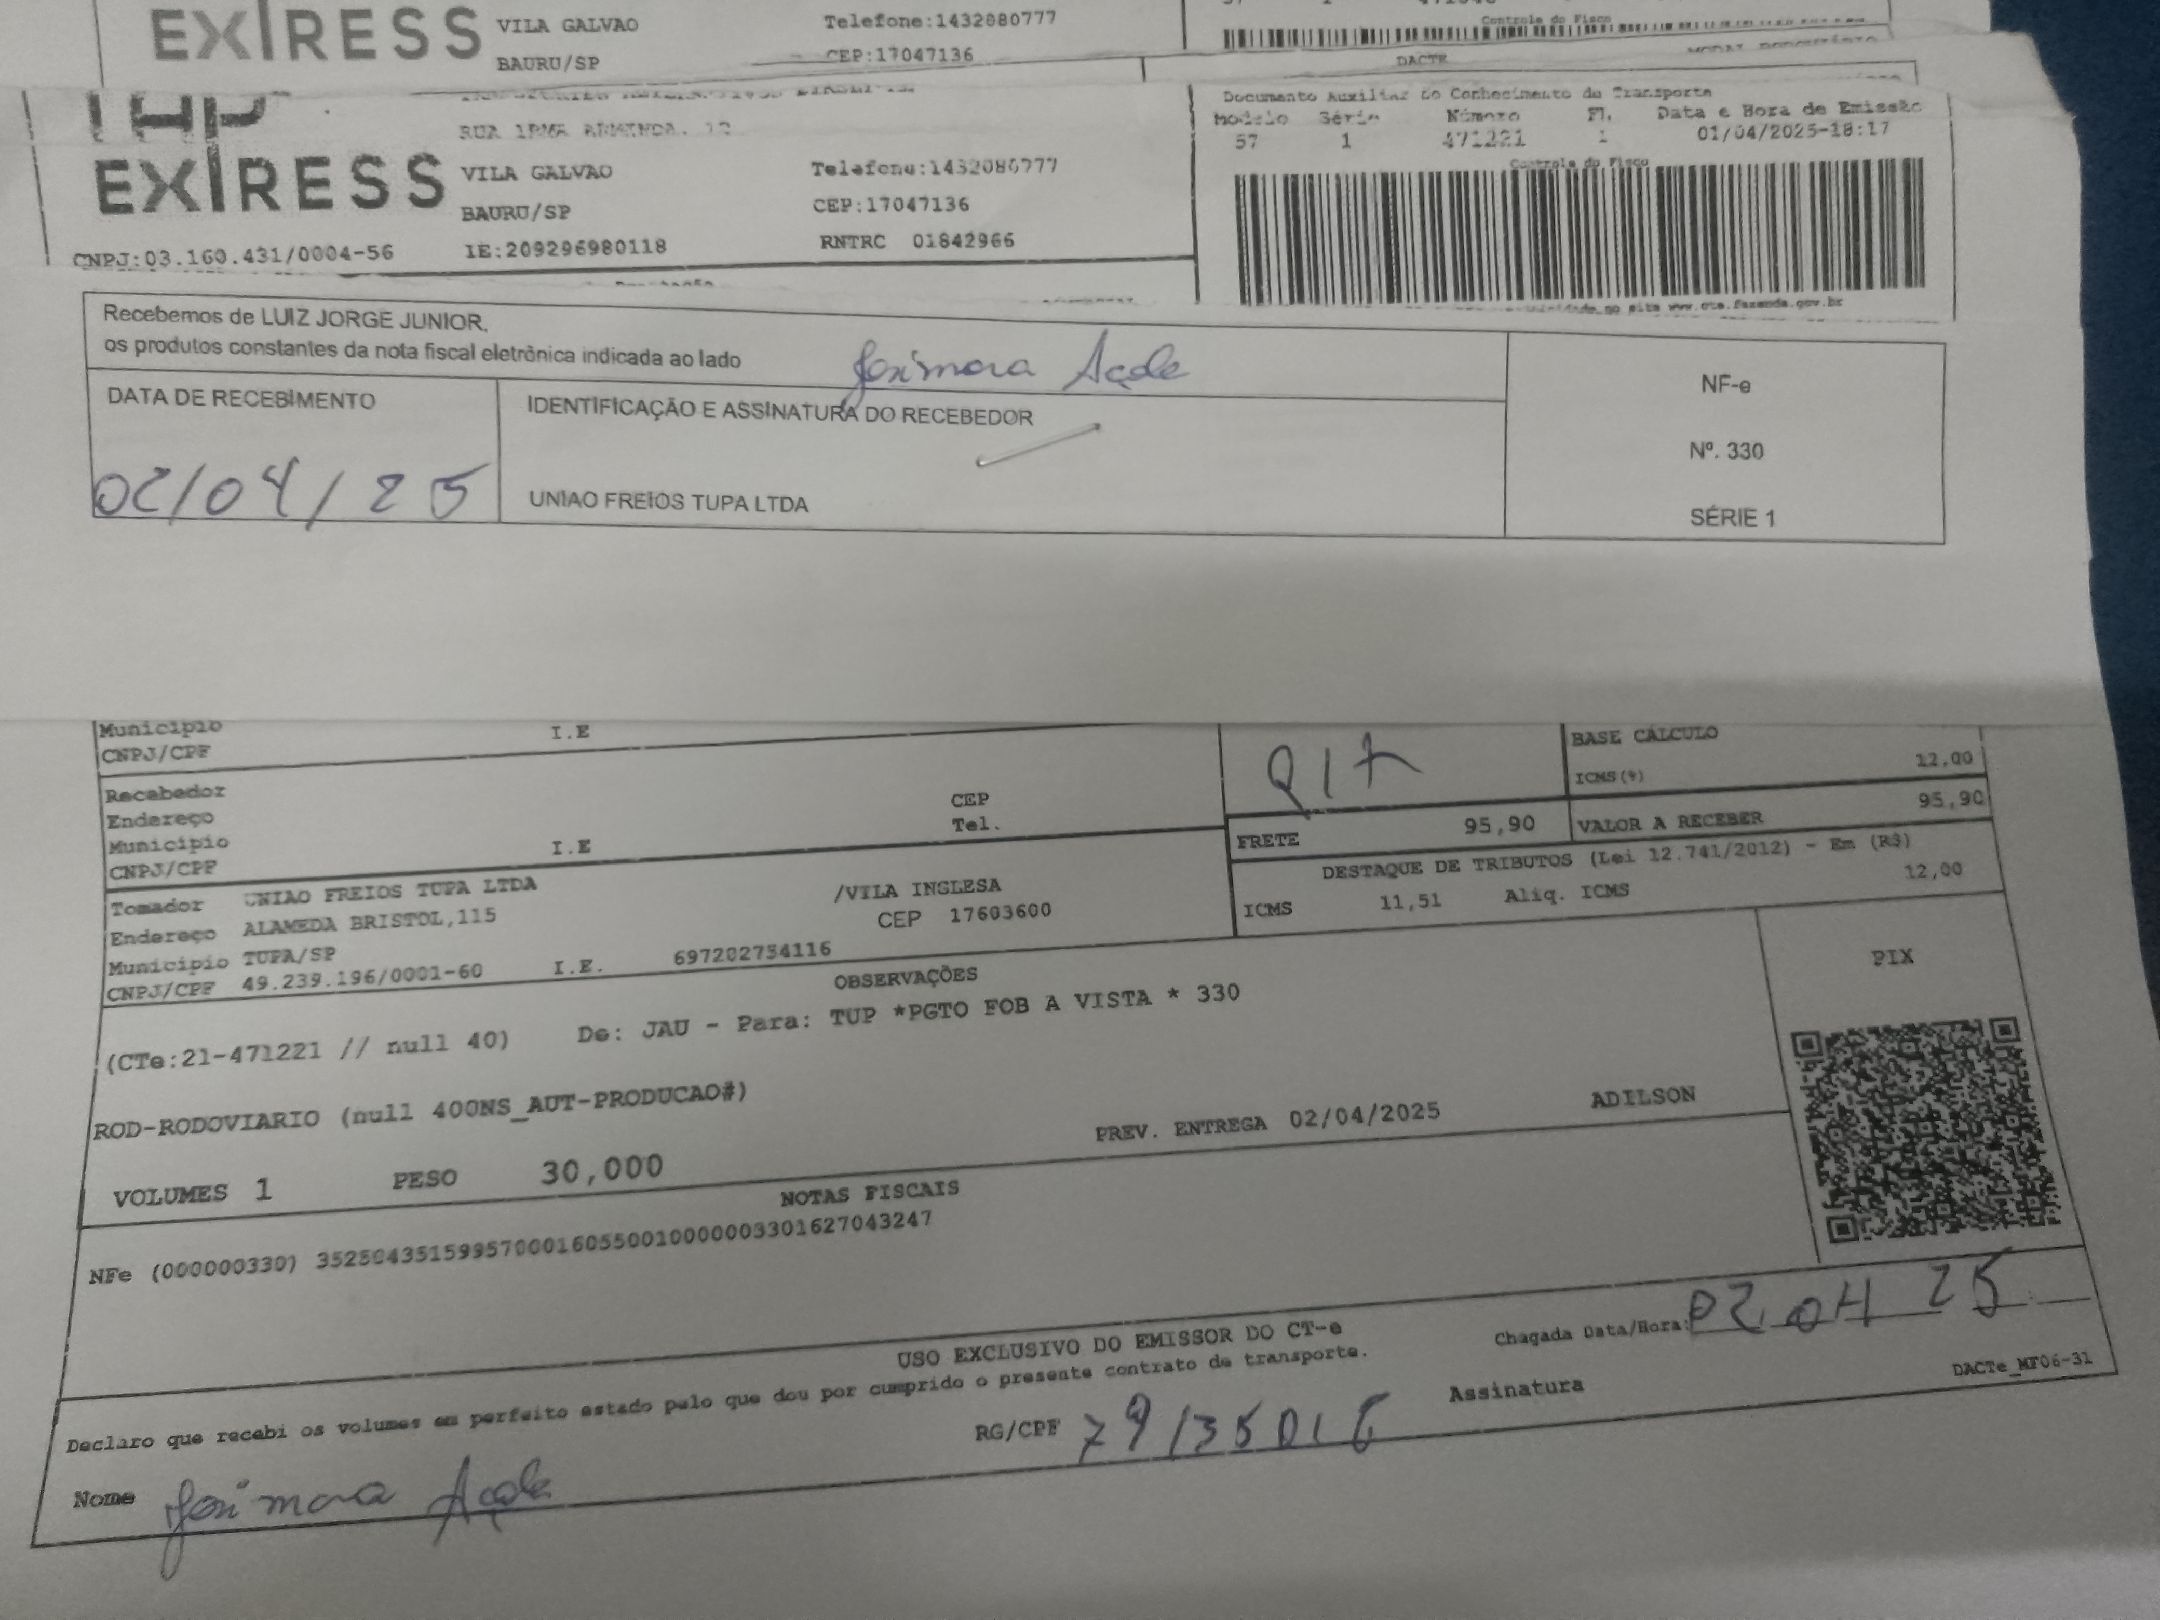 EXPRESS
VILA GALVAO Telefone:1432080777
BAURU/SP CEP:17047136
Controle do Fisco
DACTE
Documento Auxiliar do Conhecimento de Transporte
Modelo Série Número Fl. Data e Hora de Emissão
57 1 471221 1 01/04/2025-18:17
Controle do Fisco
EXPRESS
VILA GALVAO Telefone:1432080777
BAURU/SP CEP:17047136
CNPJ:03.160.431/0004-56 IE:209296980118 RNTRC 01842966
no site www.cte.fazenda.gov.br
Recebemos de LUIZ JORGE JUNIOR,
os produtos constantes da nota fiscal eletrônica indicada ao lado
DATA DE RECEBIMENTO IDENTIFICAÇÃO E ASSINATURA DO RECEBEDOR
02/04/25 UNIAO FREIOS TUPA LTDA
NF-e
Nº. 330
SÉRIE 1
Municipio I.E
CNPJ/CPF
Recebedor
Endereço CEP
Municipio Tel.
CNPJ/CPF I.E
BASE CÁLCULO
ICMS(%) 12,00
FRETE 95,90 VALOR A RECEBER 95,90
DESTAQUE DE TRIBUTOS (Lei 12.741/2012) - Em (R$)
ICMS 11,51 Aliq. ICMS 12,00
Tomador UNIAO FREIOS TUPA LTDA
Endereço ALAMEDA BRISTOL,115 /VILA INGLESA
Municipio TUPA/SP CEP 17603600
CNPJ/CPF 49.239.196/0001-60 I.E. 697202754116
OBSERVAÇÕES
(CTe:21-471221 // null 40) De: JAU - Para: TUP *PGTO FOB A VISTA * 330
ROD-RODOVIARIO (null 400NS_AUT-PRODUCAO#)
PREV. ENTREGA 02/04/2025 ADILSON
VOLUMES 1 PESO 30,000
PIX
NOTAS FISCAIS
NFe (000000330) 35250435159957000160550010000003301627043247
USO EXCLUSIVO DO EMISSOR DO CT-e
Chegada Data/Hora: 02 04 25
Declaro que recebi os volumes em perfeito estado pelo que dou por cumprido o presente contrato de transporte.
DACTe_MF06-31
Nome RG/CPF Assinatura